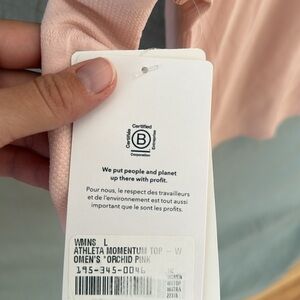 Certified
B
Corporation
We put people and planet
up there with profit.
Pour nous, le respect des travailleurs
et de l'environnement est tout aussi
important que le sont les profits.
WMNS L
ATHLETA MOMENTUM TOP - W
OMEN'S *ORCHID PINK
195-345-0046
WOMEN